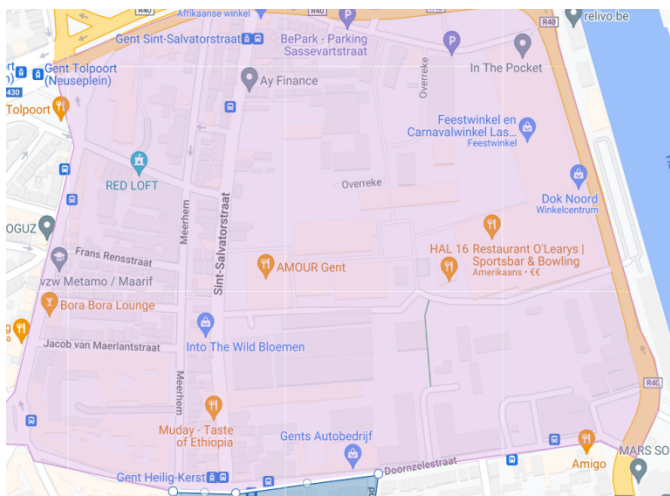 Afrikaanse winkel
R40
R40
relivo.be
Gent Sint-Salvatorstraat
BePark - Parking
Sassevaartstraat
P
P
In The Pocket
Gent Tolpoort
(Neuseplein)
430
Tolpoort
Ay Finance
Overreke
Feestwinkel en
Carnavalwinkel Las...
Feestwinkel
RED LOFT
Overreke
Dok Noord
Winkelcentrum
OGUZ
Meerhem
Sint-Salvatorstraat
Frans Rensstraat
HAL 16 Restaurant O'Learys |
Sportsbar & Bowling
Amerikaans • €€
AMOUR Gent
vzw Metamo / Maarif
Bora Bora Lounge
Into The Wild Bloemen
Jacob van Maerlantstraat
Meerhem
R40
Muday - Taste
of Ethiopia
Gents Autobedrijf
Doornzelestraat
Amigo
MARS SO
Gent Heilig-Kerst